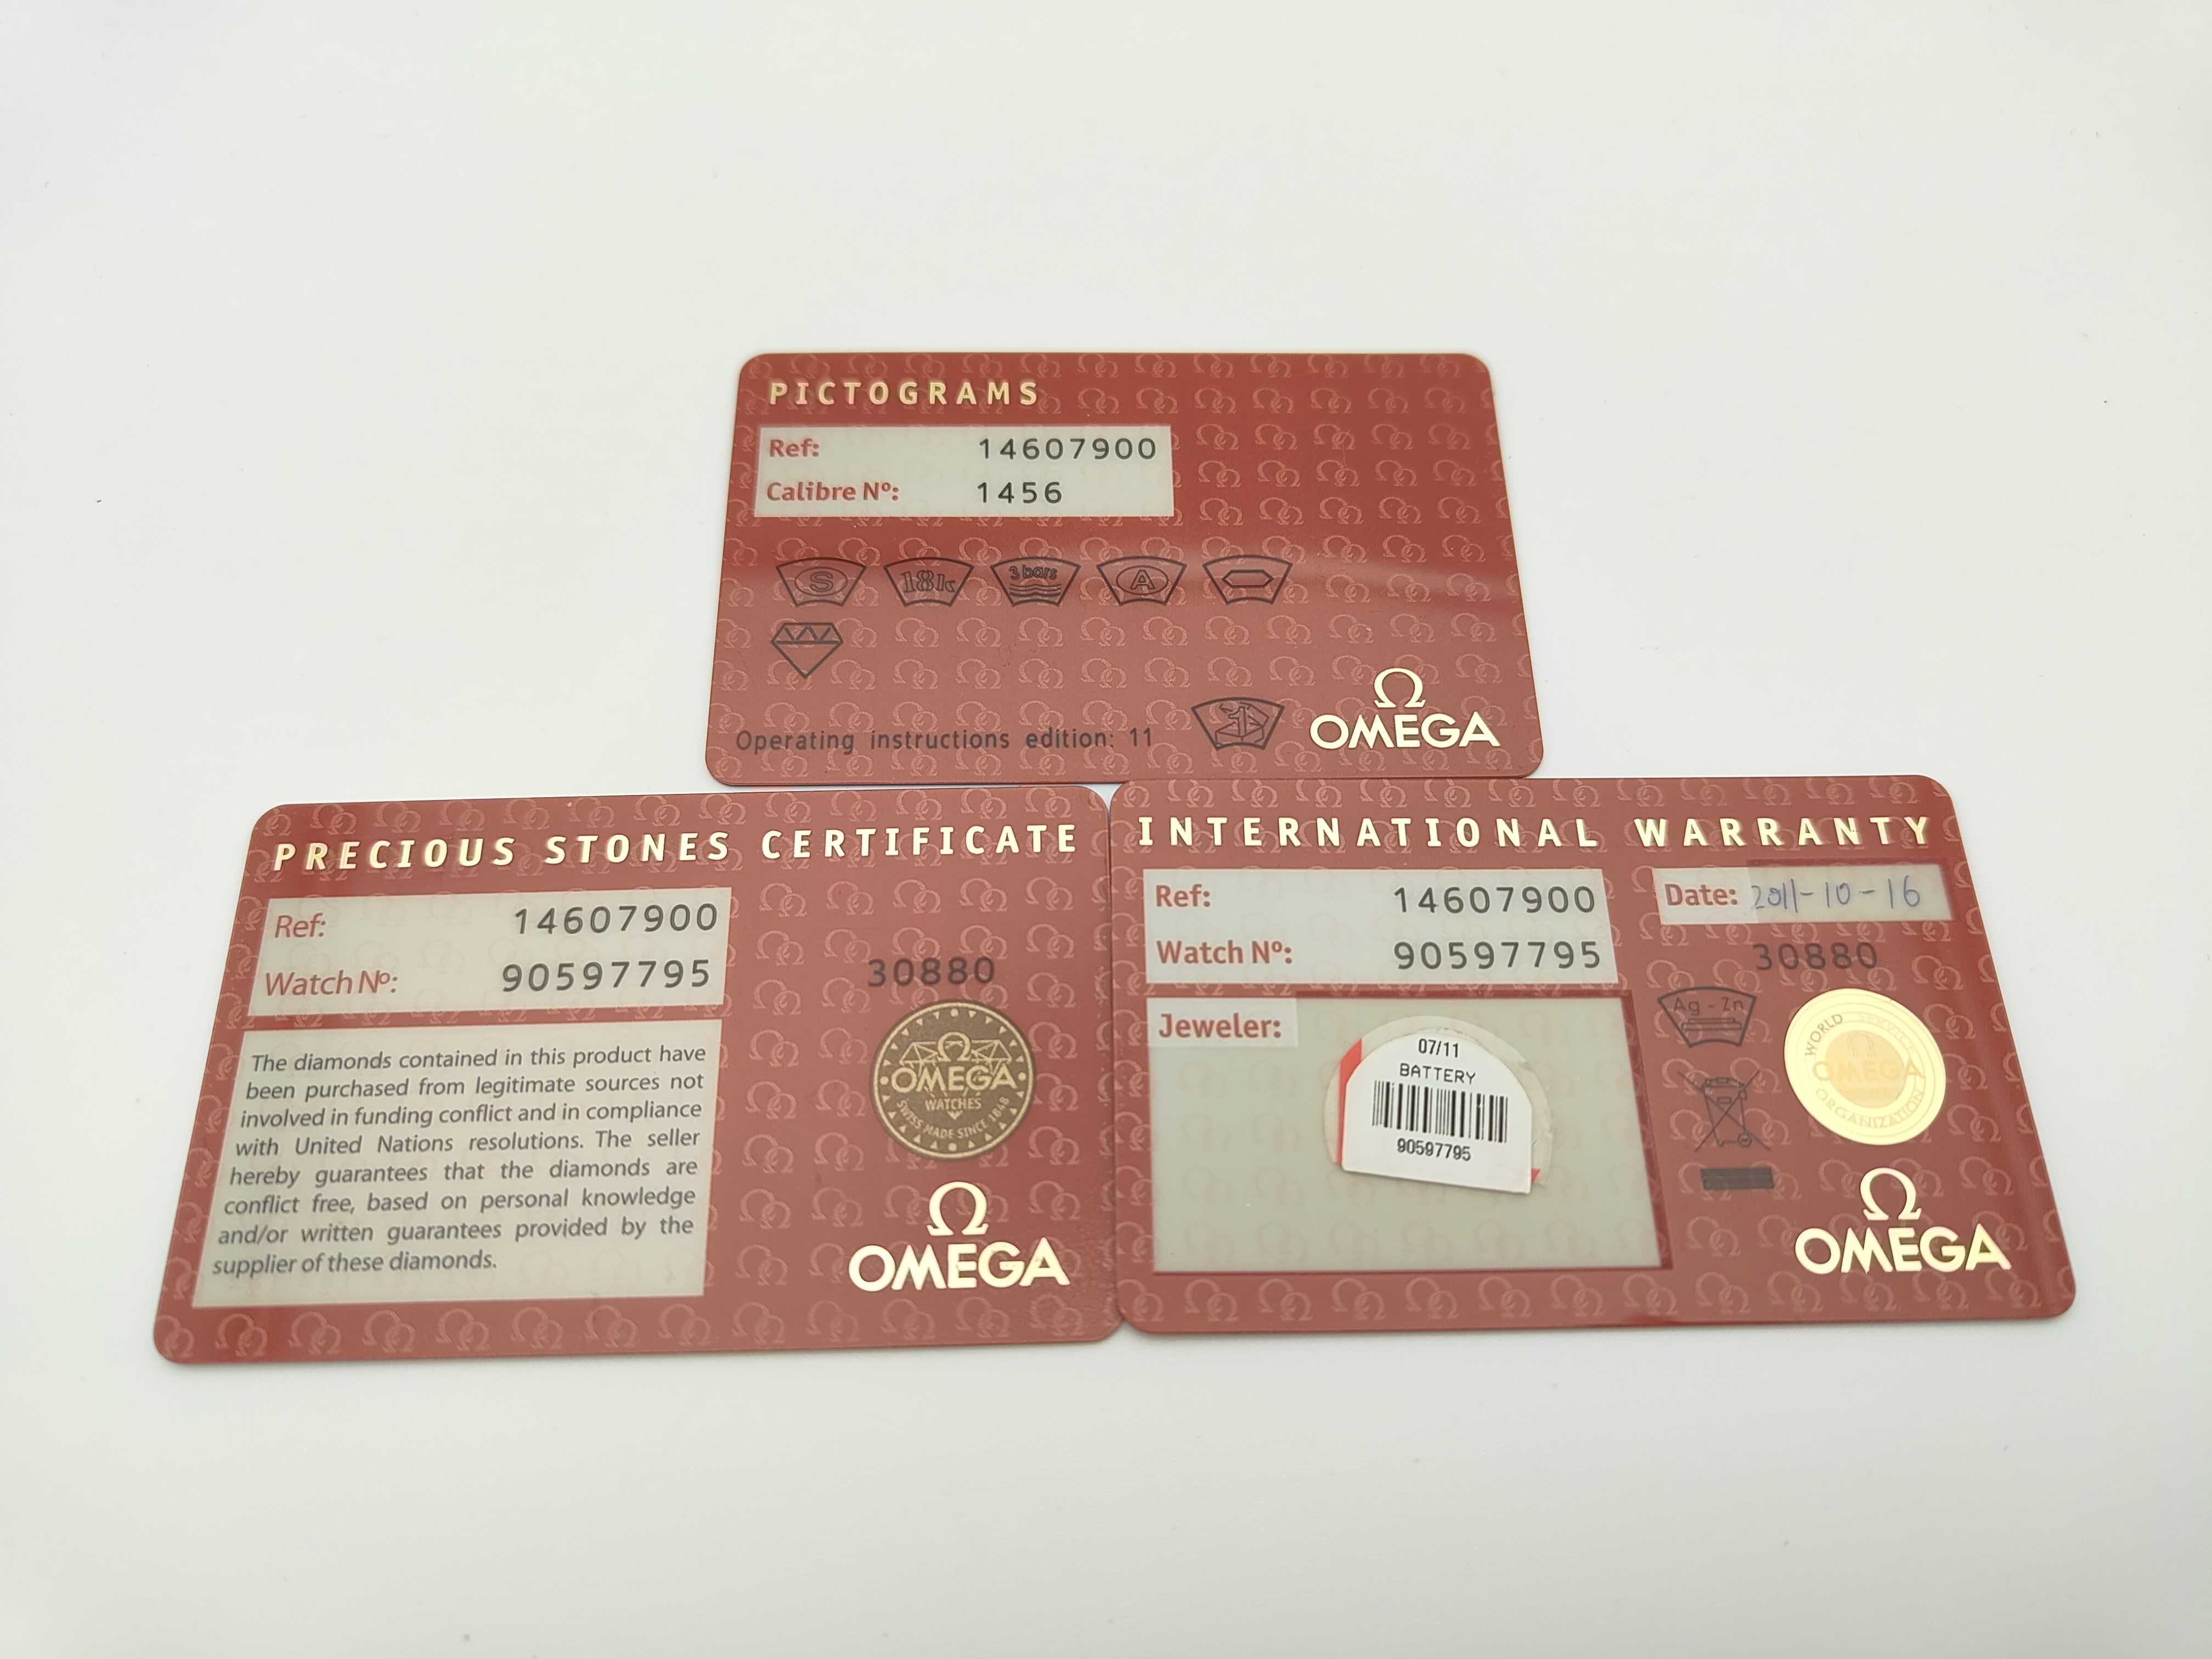 PICTOGRAMS
Ref: 14607900
Calibre Nº: 1456
S 18k 3 bars A
Operating instructions edition: 11
Ω
OMEGA
PRECIOUS STONES CERTIFICATE
Ref: 14607900
Watch Nº: 90597795
30880
The diamonds contained in this product have
been purchased from legitimate sources not
involved in funding conflict and in compliance
with United Nations resolutions. The seller
hereby guarantees that the diamonds are
conflict free, based on personal knowledge
and/or written guarantees provided by the
supplier of these diamonds.
Ω
OMEGA
WATCHES
SWISS MADE SINCE 1848
Ω
OMEGA
INTERNATIONAL WARRANTY
Ref: 14607900
Watch Nº: 90597795
Date: 2011-10-16
30880
Jeweler:
07/11
BATTERY
90597795
Ag - Zn
WORLD SERVICE
Ω
OMEGA
ORGANIZATION
Ω
OMEGA